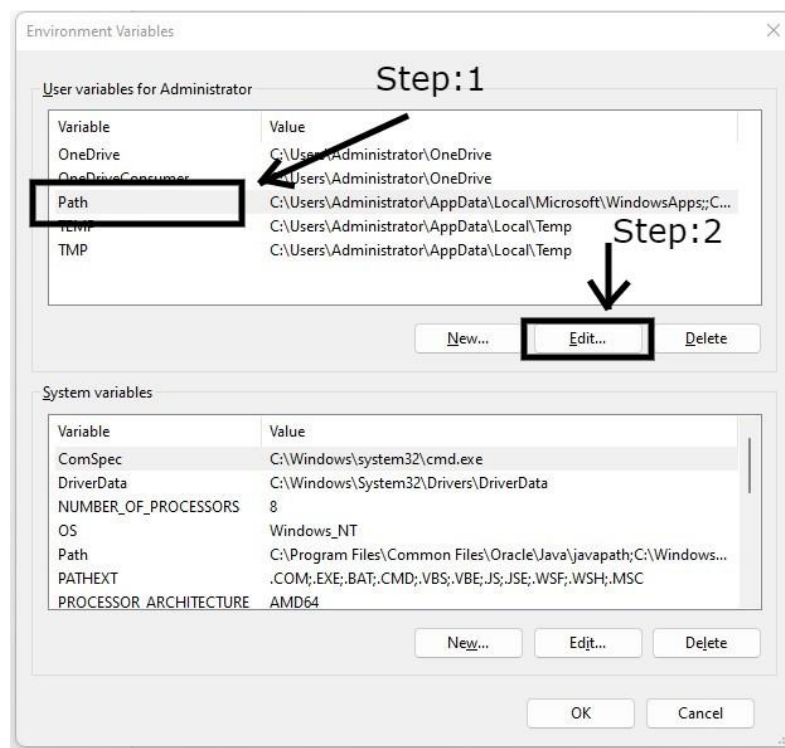 Environment Variables
Step:1
User variables for Administrator
Variable Value
OneDrive C:\Users\Administrator\OneDrive
OneDriveConsumer C:\Users\Administrator\OneDrive
Path C:\Users\Administrator\AppData\Local\Microsoft\WindowsApps;;C...
TEMP C:\Users\Administrator\AppData\Local\Temp
Step:2
TMP C:\Users\Administrator\AppData\Local\Temp
New... Edit... Delete
System variables
Variable Value
ComSpec C:\Windows\system32\cmd.exe
DriverData C:\Windows\System32\Drivers\DriverData
NUMBER_OF_PROCESSORS 8
OS Windows_NT
Path C:\Program Files\Common Files\Oracle\Java\javapath;C:\Windows...
PATHEXT .COM;.EXE;.BAT;.CMD;.VBS;.VBE;.JS;.JSE;.WSF;.WSH;.MSC
PROCESSOR_ARCHITECTURE AMD64
New... Edit... Delete
OK Cancel